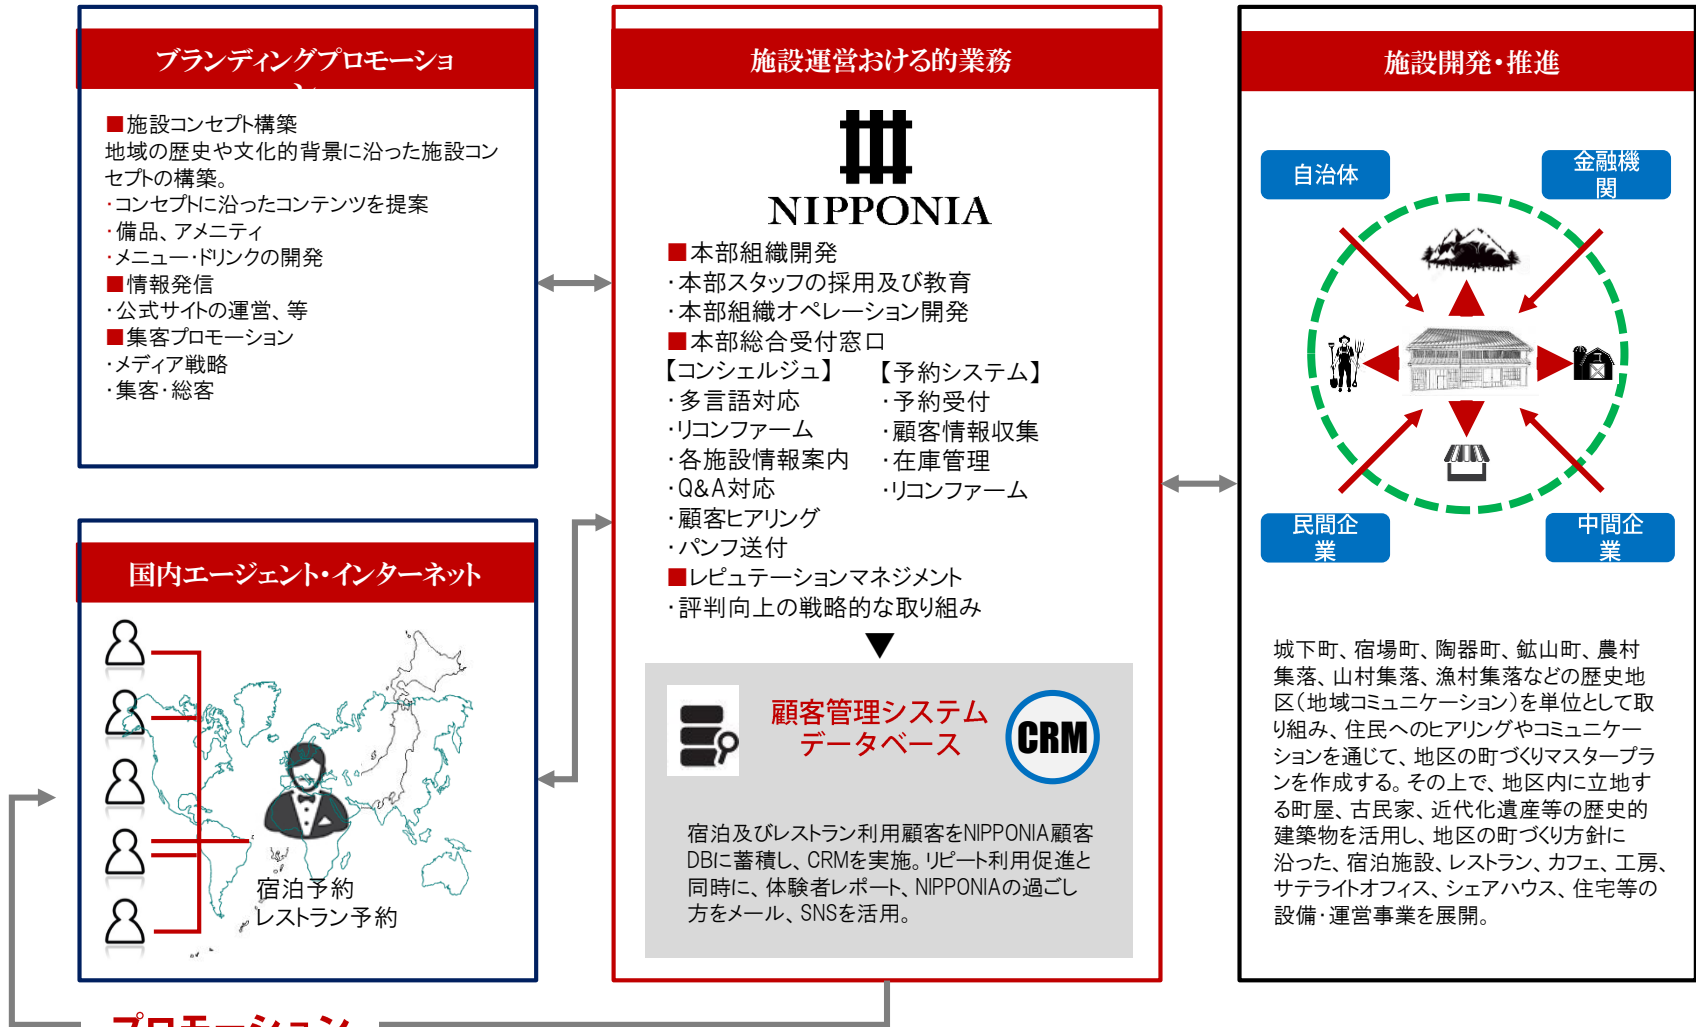 ブランディングプロモーショ
ン
■施設コンセプト構築
地域の歴史や文化的背景に沿った施設コン
セプトの構築。
・コンセプトに沿ったコンテンツを提案
・備品、アメニティ
・メニュー・ドリンクの開発
■情報発信
・公式サイトの運営、等
■集客プロモーション
・メディア戦略
・集客・総客
国内エージェント・インターネット
宿泊予約
レストラン予約
プロモーション
施設運営おける的業務
NIPPONIA
■本部組織開発
・本部スタッフの採用及び教育
・本部組織オペレーション開発
■本部総合受付窓口
【コンシェルジュ】
・多言語対応
・リコンファーム
・各施設情報案内
・Q&A対応
・顧客ヒアリング
・パンフ送付
【予約システム】
・予約受付
・顧客情報収集
・在庫管理
・リコンファーム
■レピュテーションマネジメント
・評判向上の戦略的な取り組み
顧客管理システム
データベース
CRM
宿泊及びレストラン利用顧客をNIPPONIA顧客
DBに蓄積し、CRMを実施。リピート利用促進と
同時に、体験者レポート、NIPPONIAの過ごし
方をメール、SNSを活用。
施設開発・推進
自治体
金融機
関
民間企
業
中間企
業
城下町、宿場町、陶器町、鉱山町、農村
集落、山村集落、漁村集落などの歴史地
区（地域コミュニケーション）を単位として取
り組み、住民へのヒアリングやコミュニケー
ションを通じて、地区の町づくりマスタープラ
ンを作成する。その上で、地区内に立地す
る町屋、古民家、近代化遺産等の歴史的
建築物を活用し、地区の町づくり方針に
沿った、宿泊施設、レストラン、カフェ、工房、
サテライトオフィス、シェアハウス、住宅等の
設備・運営事業を展開。